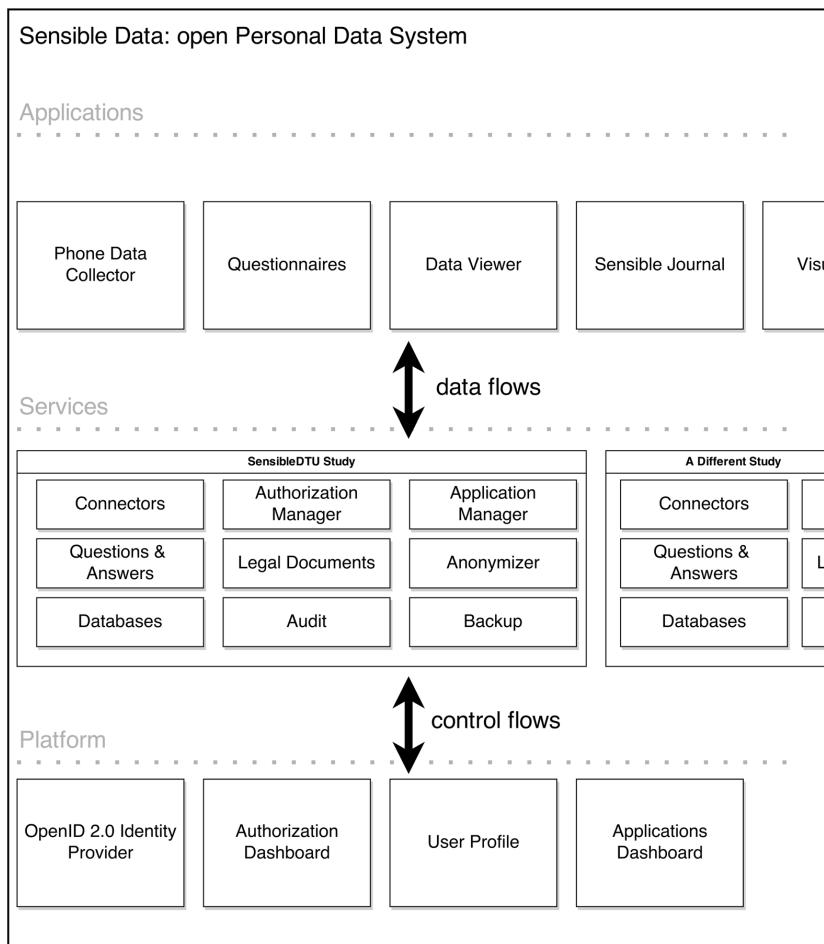 Sensible Data: open Personal Data System
Applications
Phone Data
Collector
Questionnaires
Data Viewer
Sensible Journal
data flows
Services
SensibleDTU Study
Connectors
Authorization
Manager
Application
Manager
Questions &
Answers
Legal Documents
Anonymizer
Databases
Audit
Backup
A Different Study
Connectors
Questions &
Answers
Databases
control flows
Platform
OpenID 2.0 Identity
Provider
Authorization
Dashboard
User Profile
Applications
Dashboard